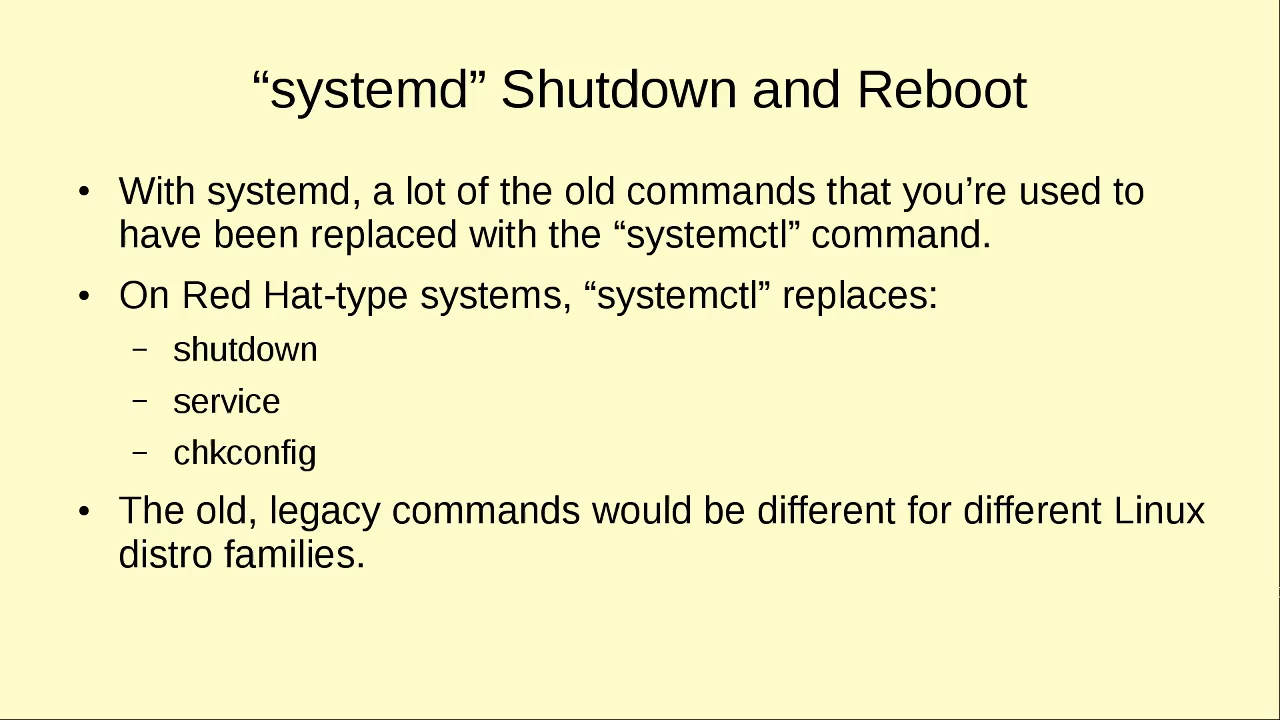 “systemd” Shutdown and Reboot
• With systemd, a lot of the old commands that you’re used to
have been replaced with the “systemctl” command.
• On Red Hat-type systems, “systemctl” replaces:
– shutdown
– service
– chkconfig
• The old, legacy commands would be different for different Linux
distro families.